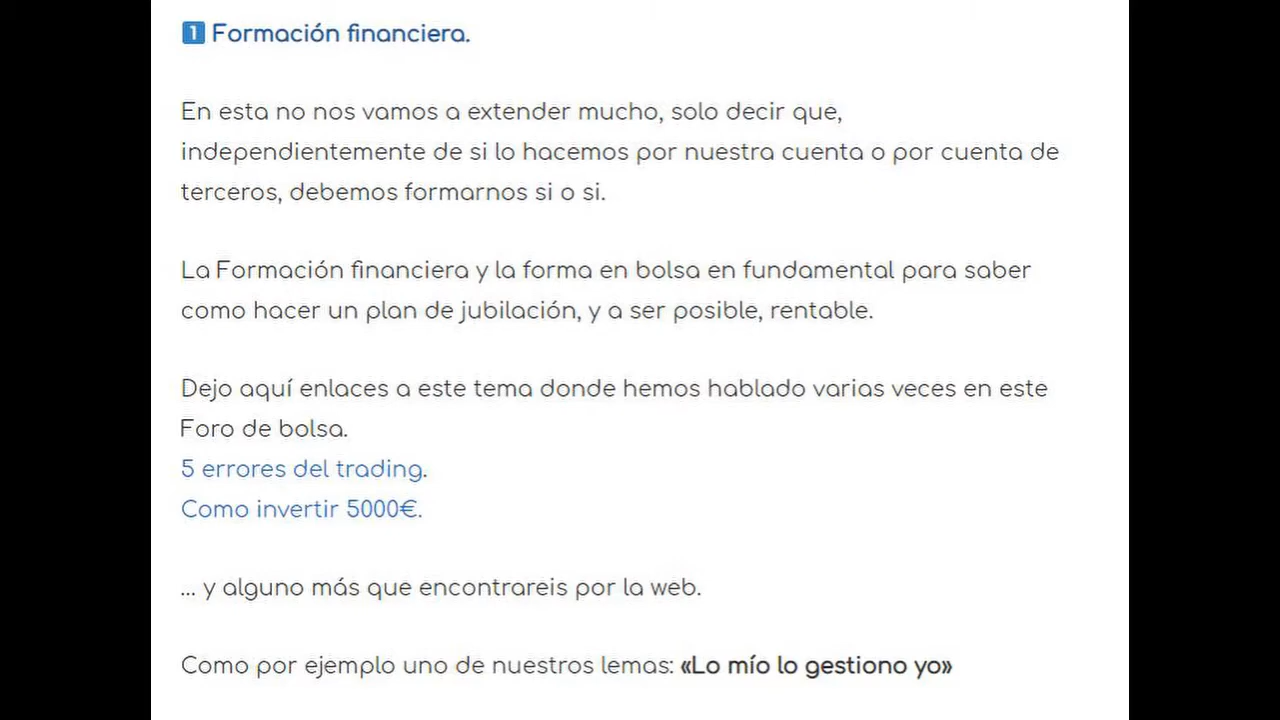 1 Formación financiera.
En esta no nos vamos a extender mucho, solo decir que,
independientemente de si lo hacemos por nuestra cuenta o por cuenta de
terceros, debemos formarnos si o si.
La Formación financiera y la forma en bolsa en fundamental para saber
como hacer un plan de jubilación, y a ser posible, rentable.
Dejo aquí enlaces a este tema donde hemos hablado varias veces en este
Foro de bolsa.
5 errores del trading.
Como invertir 5000€.
... y alguno más que encontrareis por la web.
Como por ejemplo uno de nuestros lemas: «Lo mío lo gestiono yo»